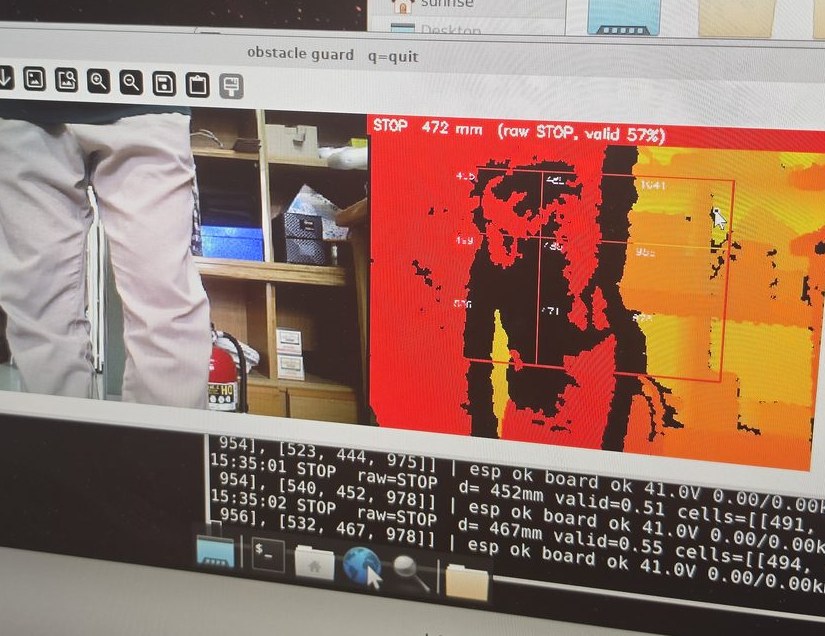 sunrise
Desktop
obstacle guard q=quit
STOP 472 mm (raw STOP, valid 57%)
1041
954], [523, 444, 975]] | esp ok board ok 41.0V 0.00/0.00k
15:35:01 STOP raw=STOP d= 452mm valid=0.51 cells=[[491,
954], [540, 452, 978]] | esp ok board ok 41.0V 0.00/0.00k
15:35:02 STOP raw=STOP d= 467mm valid=0.55 cells=[[494,
956], [532, 467, 978]] | esp ok board ok 41.0V 0.00/0.00k
$_